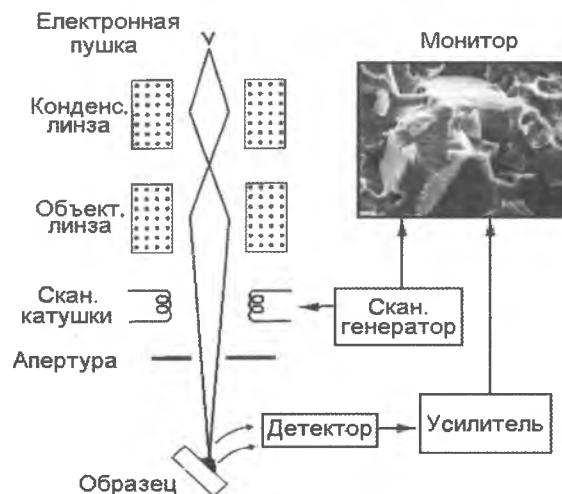 Електронная
пушка
Монитор
Конденс.
линза
Объект.
линза
Скан.
катушки
Скан.
генератор
Апертура
Детектор
Усилитель
Образец